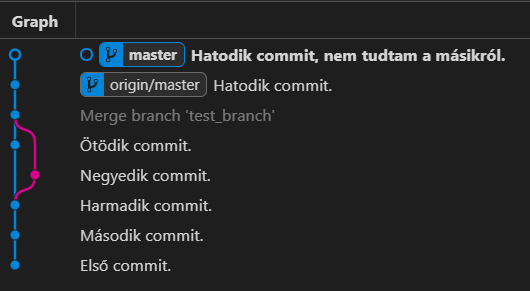 Graph
master Hatodik commit, nem tudtam a másikról.
origin/master Hatodik commit.
Merge branch 'test_branch'
Ötödik commit.
Negyedik commit.
Harmadik commit.
Második commit.
Első commit.